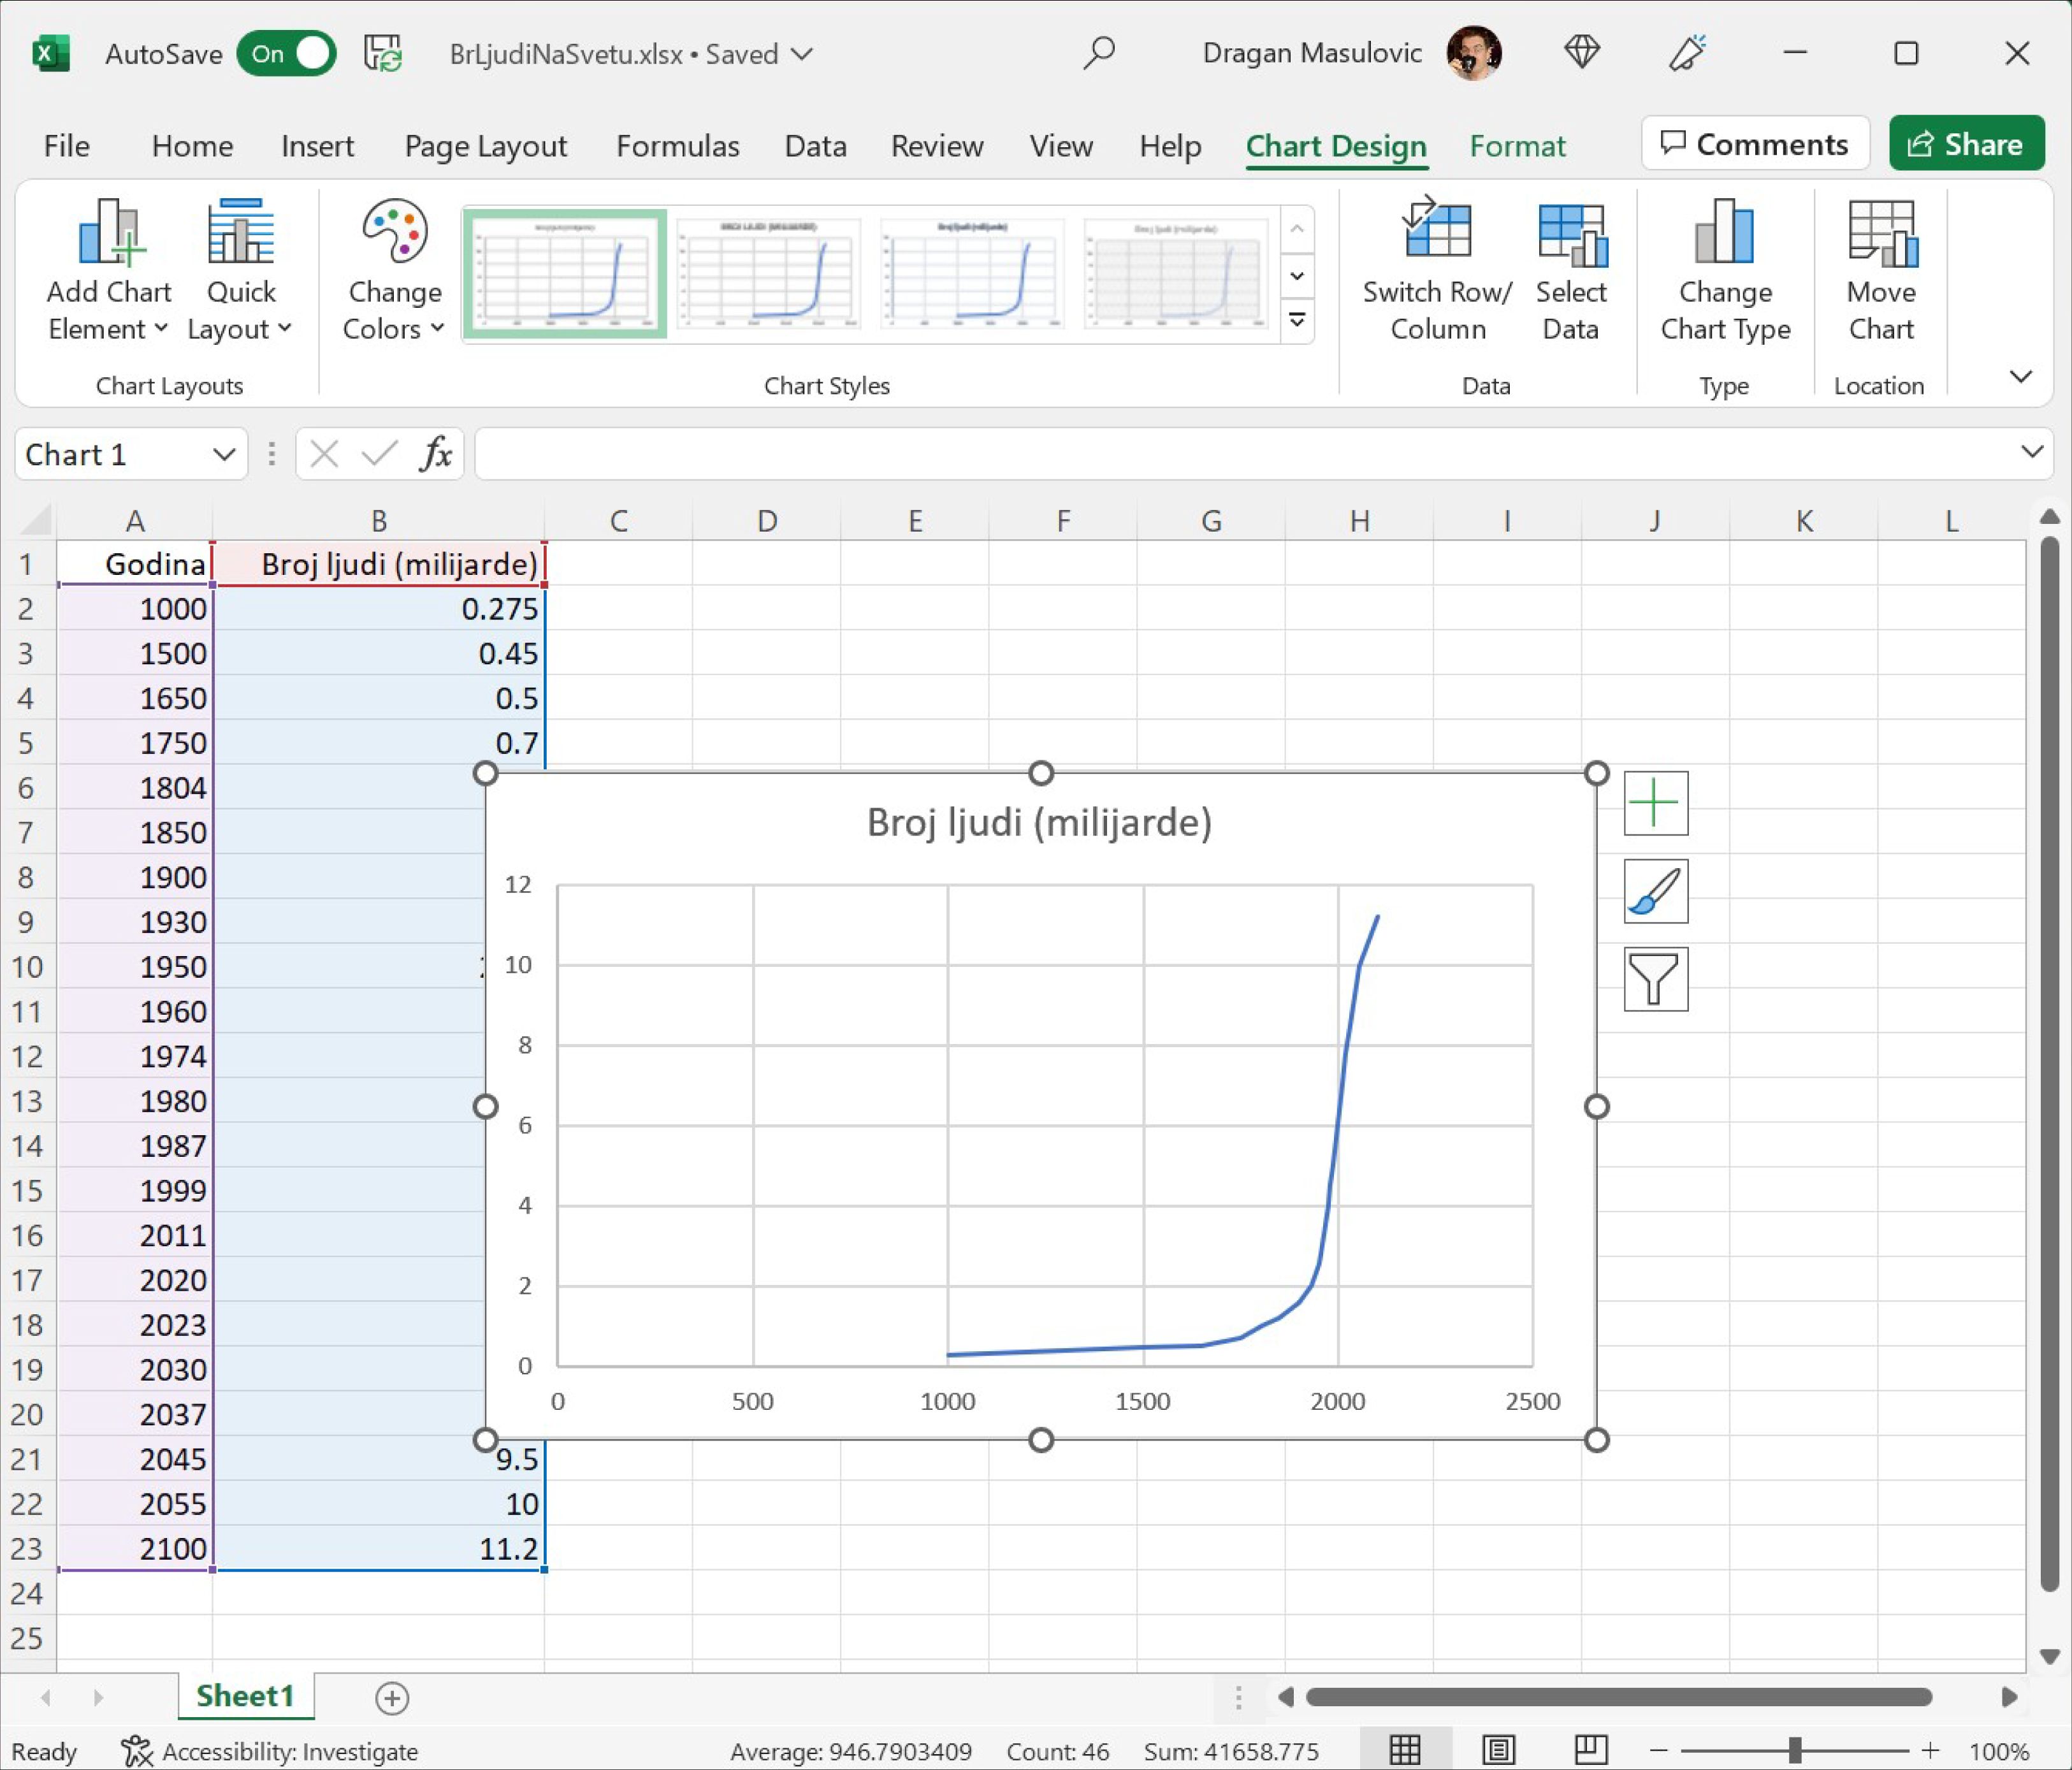 AutoSave On BrLjudiNaSvetu.xlsx • Saved Dragan Masulovic
File Home Insert Page Layout Formulas Data Review View Help Chart Design Format Comments Share
Add Chart Element
Quick Layout
Chart Layouts
Change Colors
Chart Styles
Switch Row/ Column
Select Data
Data
Change Chart Type
Type
Move Chart
Location
Chart 1 fx
A B C D E F G H I J K L
1 Godina Broj ljudi (milijarde)
2 1000 0.275
3 1500 0.45
4 1650 0.5
5 1750 0.7
6 1804
7 1850
8 1900
9 1930
10 1950
11 1960
12 1974
13 1980
14 1987
15 1999
16 2011
17 2020
18 2023
19 2030
20 2037
21 2045 9.5
22 2055 10
23 2100 11.2
24
25
Broj ljudi (milijarde)
12
10
8
6
4
2
0
0 500 1000 1500 2000 2500
Sheet1
Ready Accessibility: Investigate Average: 946.7903409 Count: 46 Sum: 41658.775 100%